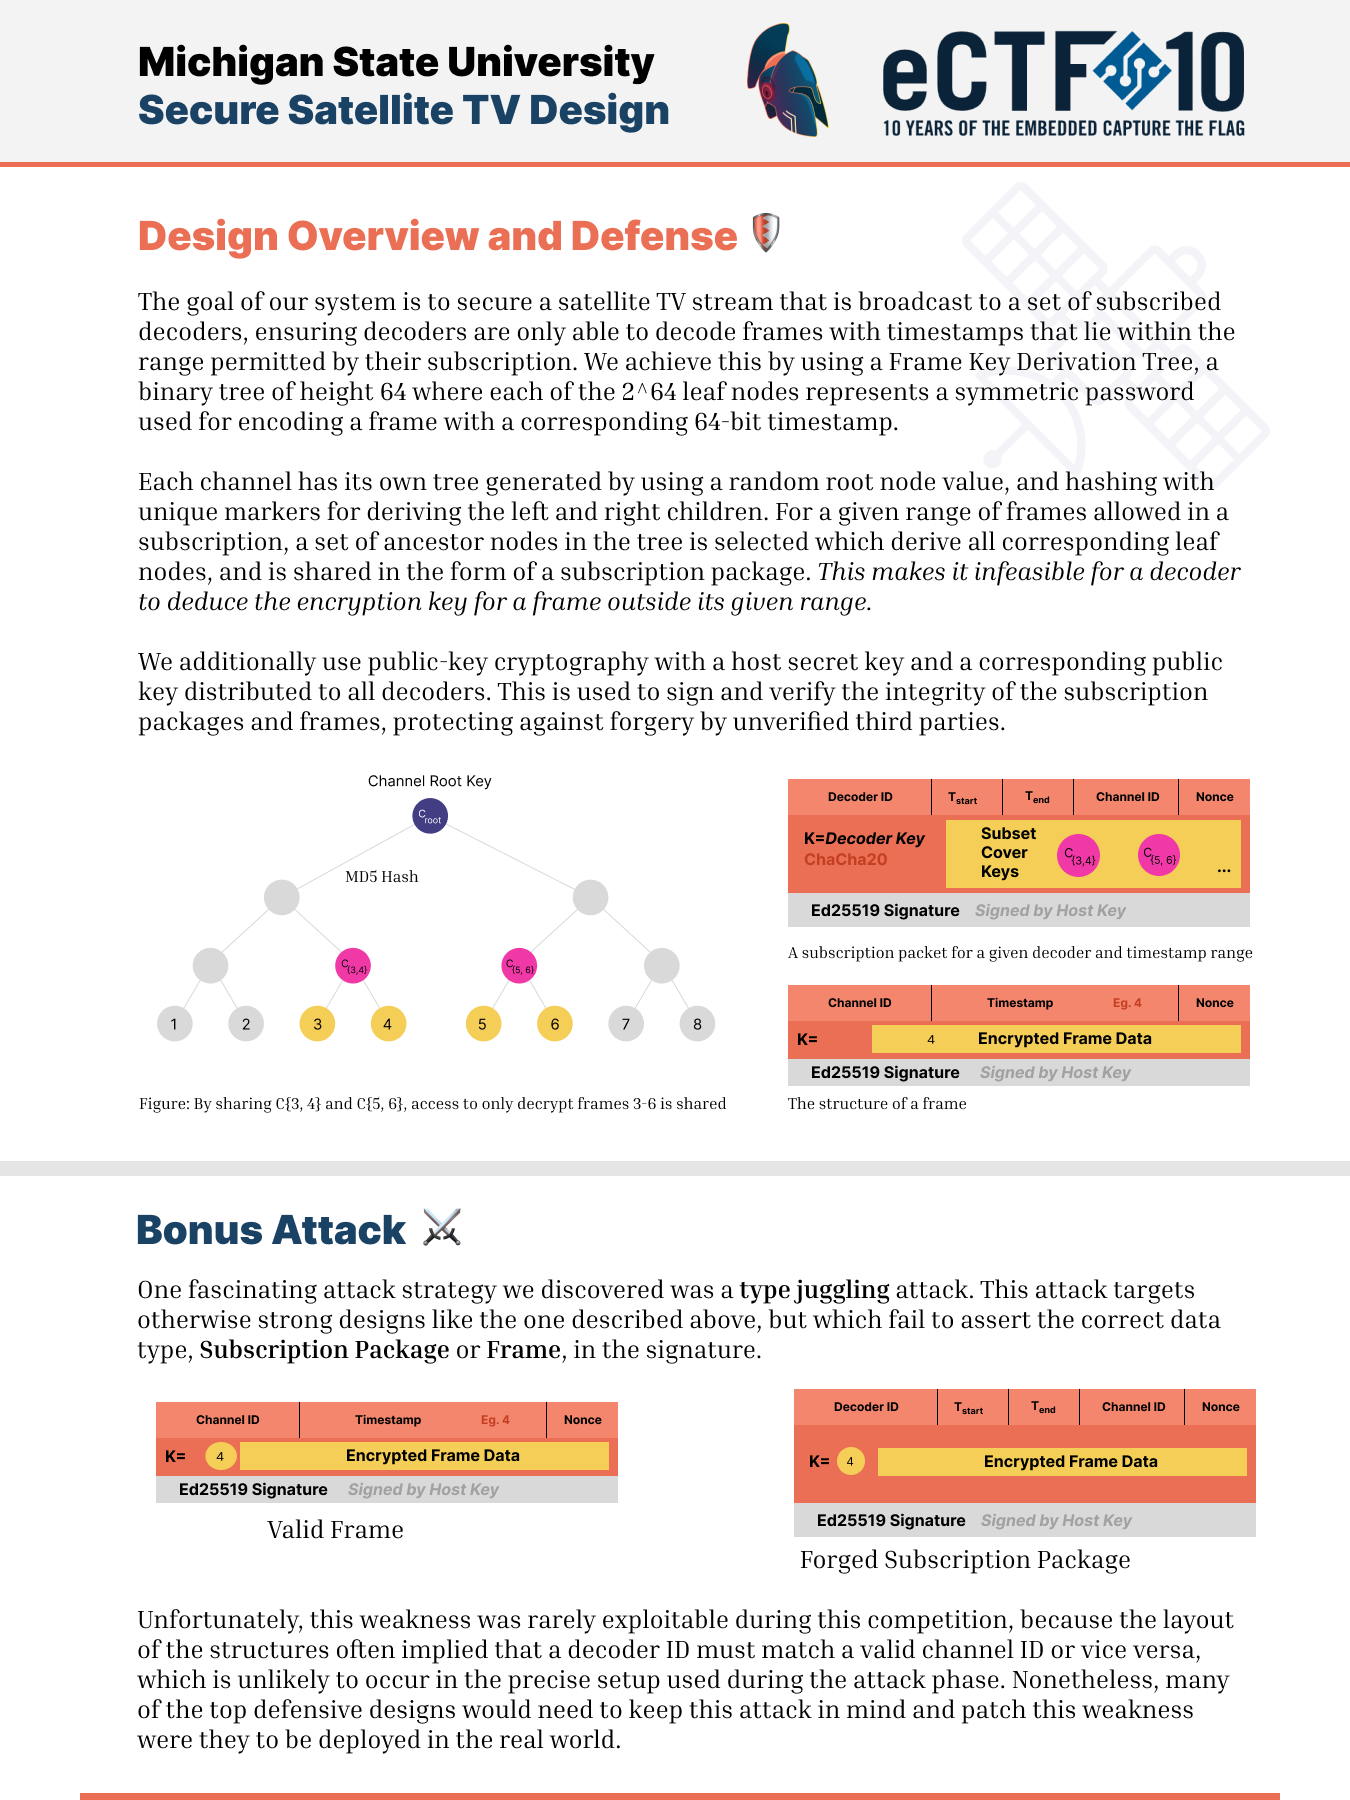 Michigan State University
Secure Satellite TV Design
eCTF 10
10 YEARS OF THE EMBEDDED CAPTURE THE FLAG
Design Overview and Defense
The goal of our system is to secure a satellite TV stream that is broadcast to a set of subscribed
decoders, ensuring decoders are only able to decode frames with timestamps that lie within the
range permitted by their subscription. We achieve this by using a Frame Key Derivation Tree, a
binary tree of height 64 where each of the 2^64 leaf nodes represents a symmetric password
used for encoding a frame with a corresponding 64-bit timestamp.
Each channel has its own tree generated by using a random root node value, and hashing with
unique markers for deriving the left and right children. For a given range of frames allowed in a
subscription, a set of ancestor nodes in the tree is selected which derive all corresponding leaf
nodes, and is shared in the form of a subscription package. This makes it infeasible for a decoder
to deduce the encryption key for a frame outside its given range.
We additionally use public-key cryptography with a host secret key and a corresponding public
key distributed to all decoders. This is used to sign and verify the integrity of the subscription
packages and frames, protecting against forgery by unverified third parties.
Channel Root Key
Croot
MD5 Hash
C{3,4} C{5, 6}
1 2 3 4 5 6 7 8
Figure: By sharing C{3, 4} and C{5, 6}, access to only decrypt frames 3-6 is shared
Decoder ID Tstart Tend Channel ID Nonce
K=Decoder Key
ChaCha20
Subset
Cover
Keys
C{3,4} C{5, 6} ...
Ed25519 Signature Signed by Host Key
A subscription packet for a given decoder and timestamp range
Channel ID Timestamp Eg. 4 Nonce
K= 4 Encrypted Frame Data
Ed25519 Signature Signed by Host Key
The structure of a frame
Bonus Attack
One fascinating attack strategy we discovered was a type juggling attack. This attack targets
otherwise strong designs like the one described above, but which fail to assert the correct data
type, Subscription Package or Frame, in the signature.
Channel ID Timestamp Eg. 4 Nonce
K= 4 Encrypted Frame Data
Ed25519 Signature Signed by Host Key
Valid Frame
Decoder ID Tstart Tend Channel ID Nonce
K= 4 Encrypted Frame Data
Ed25519 Signature Signed by Host Key
Forged Subscription Package
Unfortunately, this weakness was rarely exploitable during this competition, because the layout
of the structures often implied that a decoder ID must match a valid channel ID or vice versa,
which is unlikely to occur in the precise setup used during the attack phase. Nonetheless, many
of the top defensive designs would need to keep this attack in mind and patch this weakness
were they to be deployed in the real world.